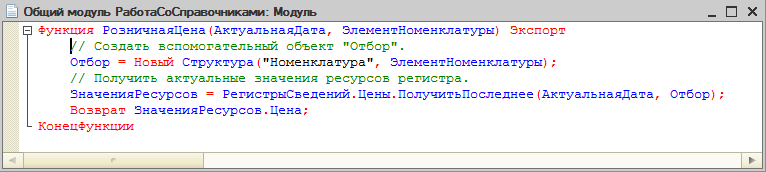 Общий модуль РаботаСоСправочниками: Модуль
Функция РозничнаяЦена(АктуальнаяДата, ЭлементНоменклатуры) Экспорт
// Создать вспомогательный объект "Отбор".
Отбор = Новый Структура("Номенклатура", ЭлементНоменклатуры);
// Получить актуальные значения ресурсов регистра.
ЗначенияРесурсов = РегистрыСведений.Цены.ПолучитьПоследнее(АктуальнаяДата, Отбор);
Возврат ЗначенияРесурсов.Цена;
КонецФункции